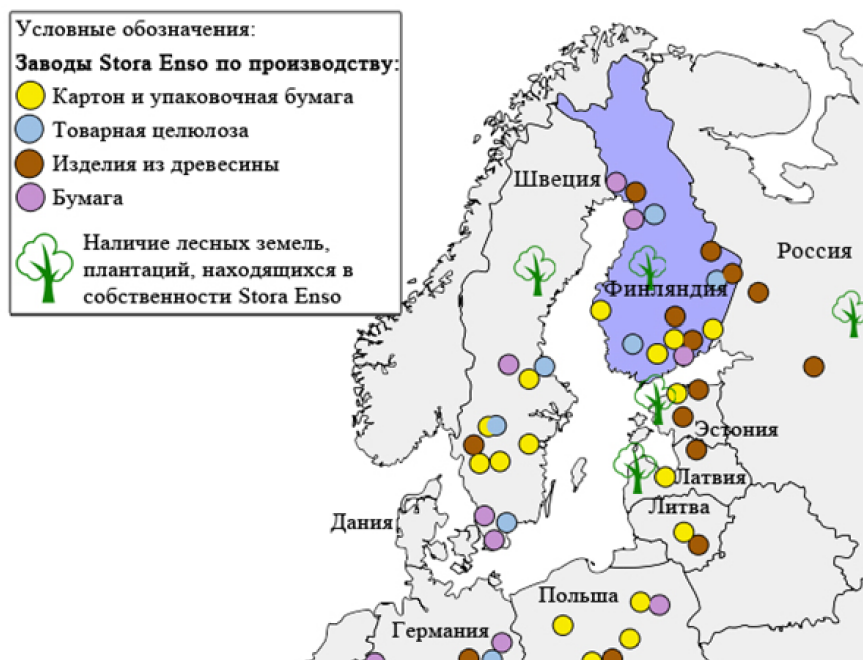 Условные обозначения:
Заводы Stora Enso по производству:
Картон и упаковочная бумага
Товарная целюлоза
Изделия из древесины
Бумага
Наличие лесных земель,
плантаций, находящихся в
собственности Stora Enso
Швеция
Россия
Финляндия
Эстония
Латвия
Литва
Дания
Польша
Германия